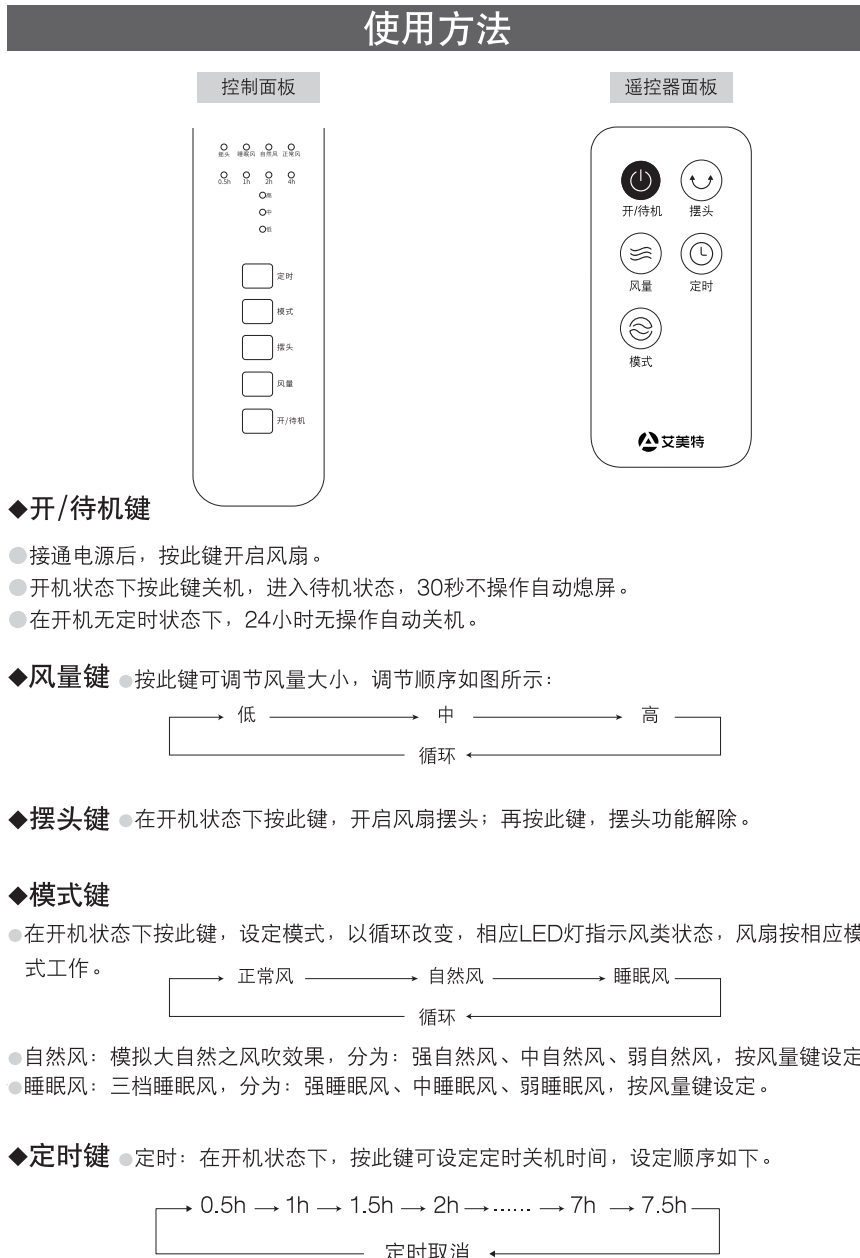 使用方法
控制面板
遥控器面板
摇头 睡眠风 自然风 正常风
0.5h 1h 2h 4h
高
中
低
定时
模式
摆头
风量
开/待机
开/待机 摆头
风量 定时
模式
艾美特
◆开/待机键
●接通电源后，按此键开启风扇。
●开机状态下按此键关机，进入待机状态，30秒不操作自动熄屏。
●在开机无定时状态下，24小时无操作自动关机。
◆风量键 ●按此键可调节风量大小，调节顺序如图所示：
低 → 中 → 高
循环
◆摆头键 ●在开机状态下按此键，开启风扇摆头；再按此键，摆头功能解除。
◆模式键
●在开机状态下按此键，设定模式，以循环改变，相应LED灯指示风类状态，风扇按相应模
式工作。
正常风 → 自然风 → 睡眠风
循环
●自然风：模拟大自然之风吹效果，分为：强自然风、中自然风、弱自然风，按风量键设定
●睡眠风：三档睡眠风，分为：强睡眠风、中睡眠风、弱睡眠风，按风量键设定。
◆定时键 ●定时：在开机状态下，按此键可设定定时关机时间，设定顺序如下。
0.5h → 1h → 1.5h → 2h → ...... → 7h → 7.5h
定时取消